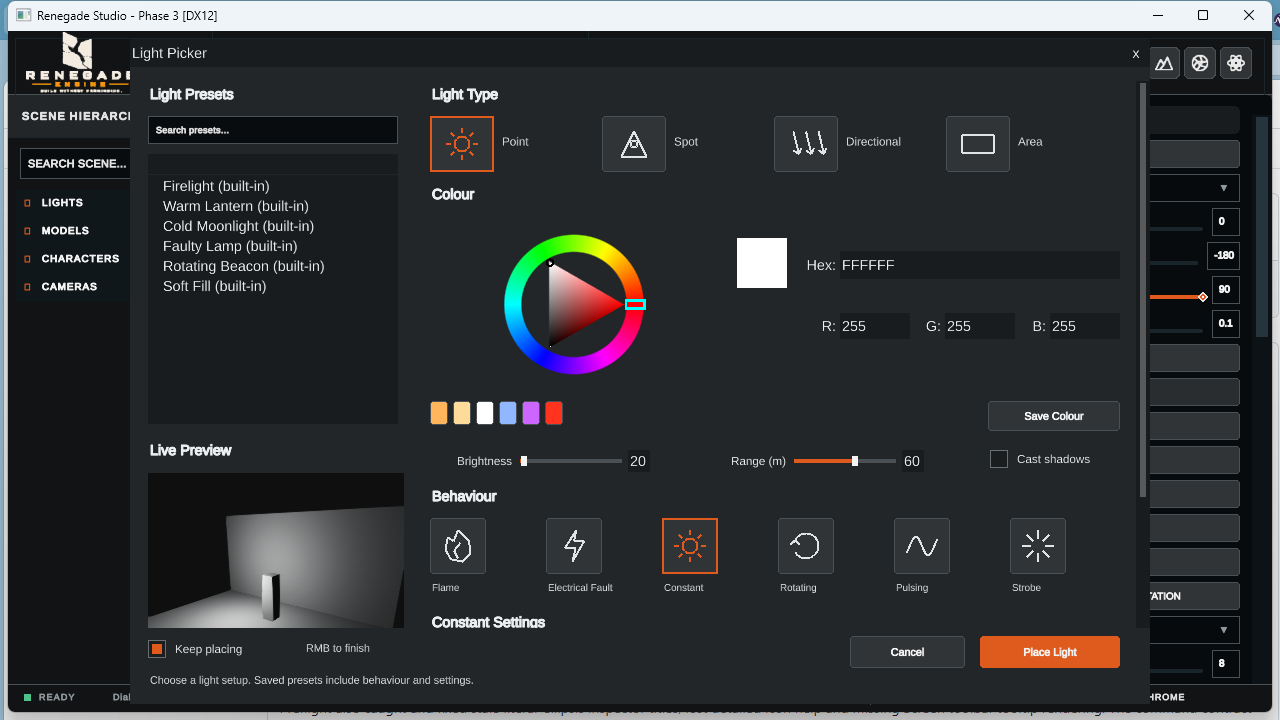 Renegade Studio - Phase 3 [DX12]
RENEGADE
ENGINE
Light Picker
x
SCENE HIERARC
SEARCH SCENE...
LIGHTS
MODELS
CHARACTERS
CAMERAS
Light Presets
Search presets...
Firelight (built-in)
Warm Lantern (built-in)
Cold Moonlight (built-in)
Faulty Lamp (built-in)
Rotating Beacon (built-in)
Soft Fill (built-in)
Live Preview
Keep placing
RMB to finish
Choose a light setup. Saved presets include behaviour and settings.
Light Type
Point
Spot
Directional
Area
Colour
Hex: FFFFFF
R: 255
G: 255
B: 255
Save Colour
Brightness
20
Range (m)
60
Cast shadows
Behaviour
Flame
Electrical Fault
Constant
Rotating
Pulsing
Strobe
Constant Settings
Cancel
Place Light
0
-180
90
0.1
TATION
8
READY
Dial
HROME